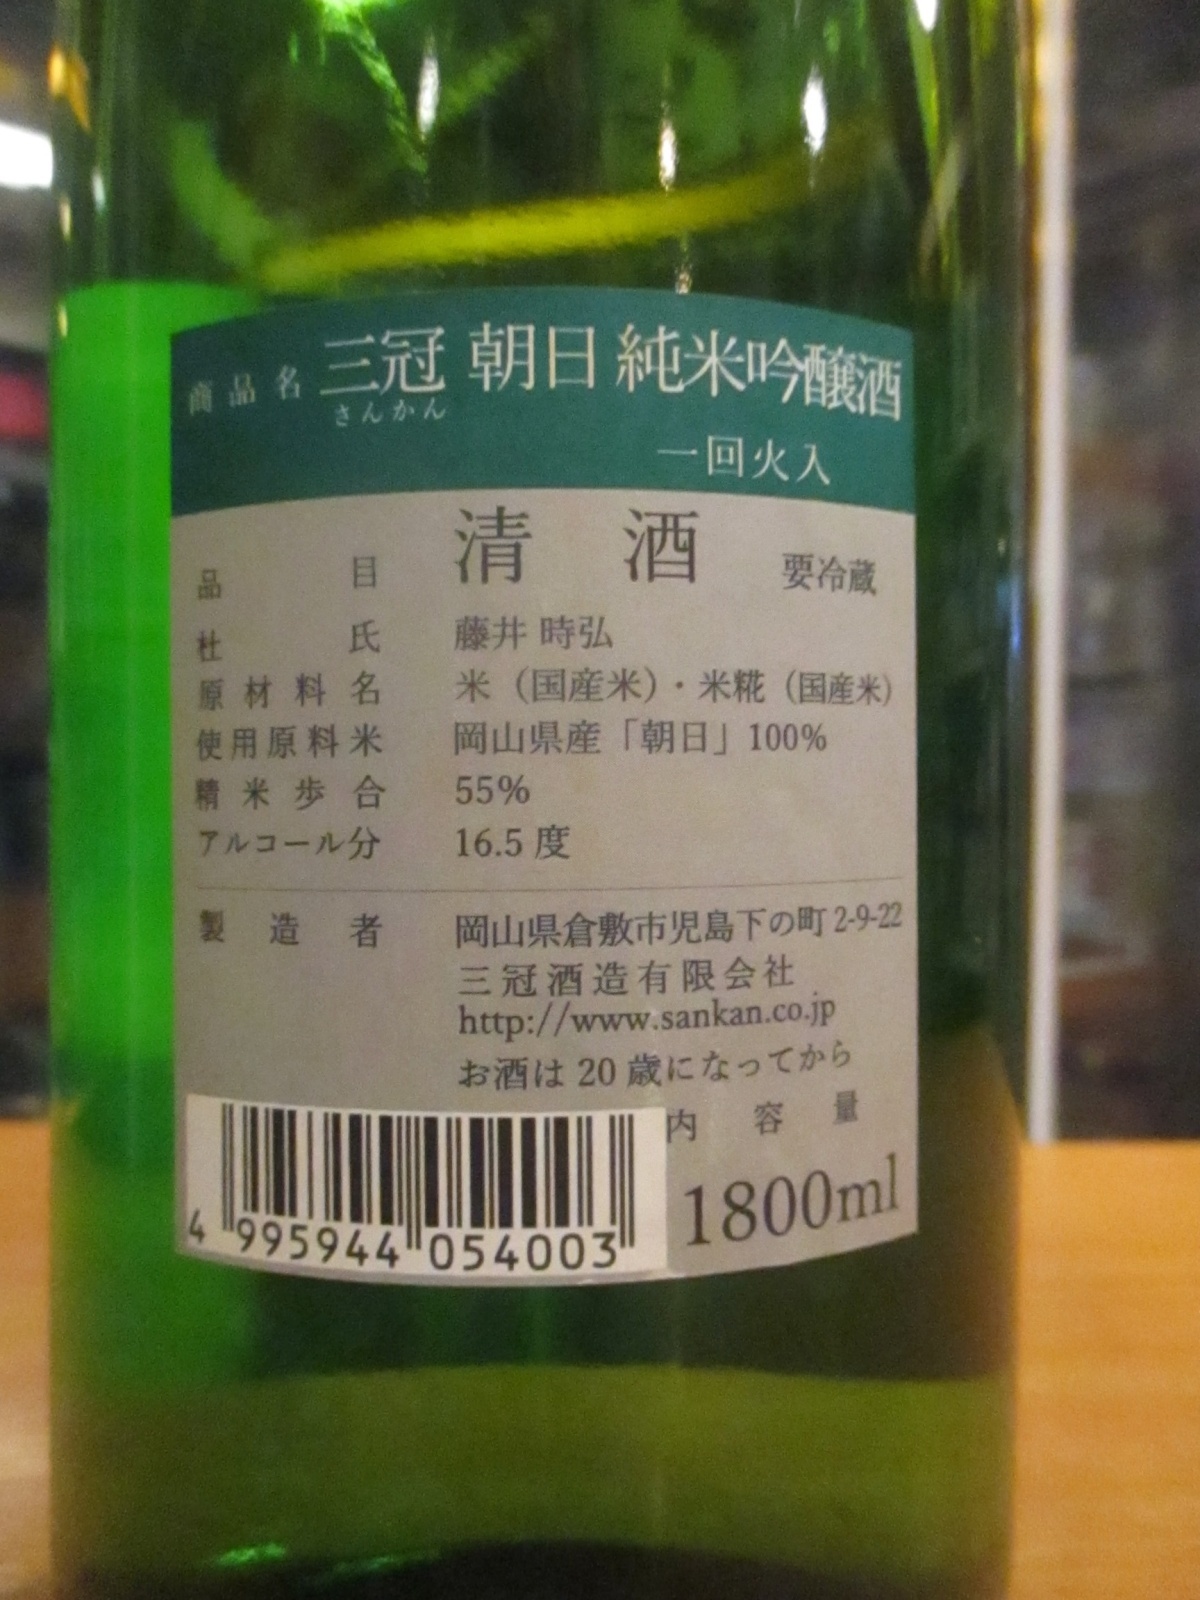 商品名 三冠 朝日 純米吟醸酒
さんかん
一回火入
品目 清酒 要冷蔵
杜氏 藤井 時弘
原材料名 米（国産米）・米糀（国産米）
使用原料米 岡山県産「朝日」100%
精米歩合 55%
アルコール分 16.5 度
製造者 岡山県倉敷市児島下の町 2-9-22
三冠酒造有限会社
http://www.sankan.co.jp
お酒は 20 歳になってから
内容量
1800ml
4 995944 054003